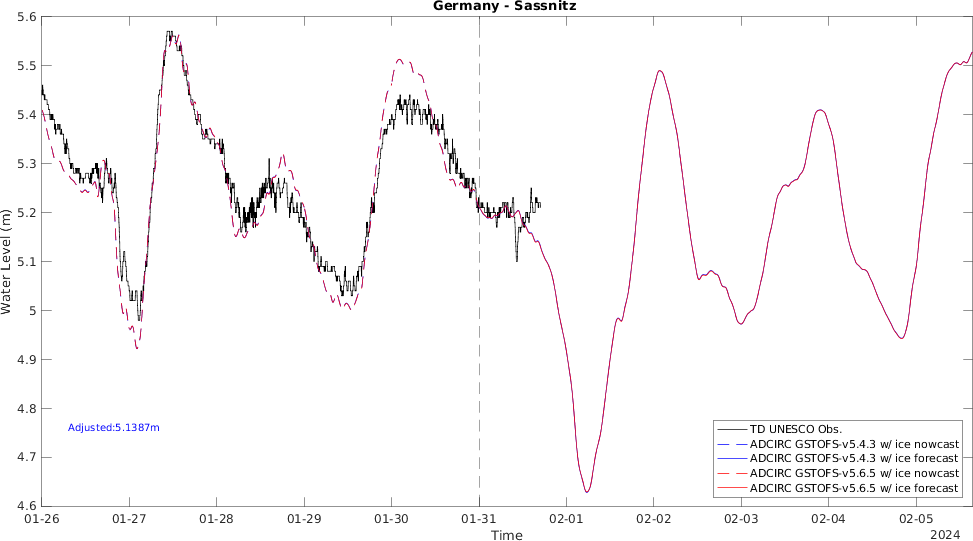 Germany - Sassnitz
5.6
5.5
5.4
5.3
5.2
5.1
5
4.9
4.8
4.7
4.6
Water Level (m)
Adjusted:5.1387m
TD UNESCO Obs.
ADCIRC GSTOFS-v5.4.3 w/ ice nowcast
ADCIRC GSTOFS-v5.4.3 w/ ice forecast
ADCIRC GSTOFS-v5.6.5 w/ ice nowcast
ADCIRC GSTOFS-v5.6.5 w/ ice forecast
01-26 01-27 01-28 01-29 01-30 01-31 02-01 02-02 02-03 02-04 02-05
Time
2024